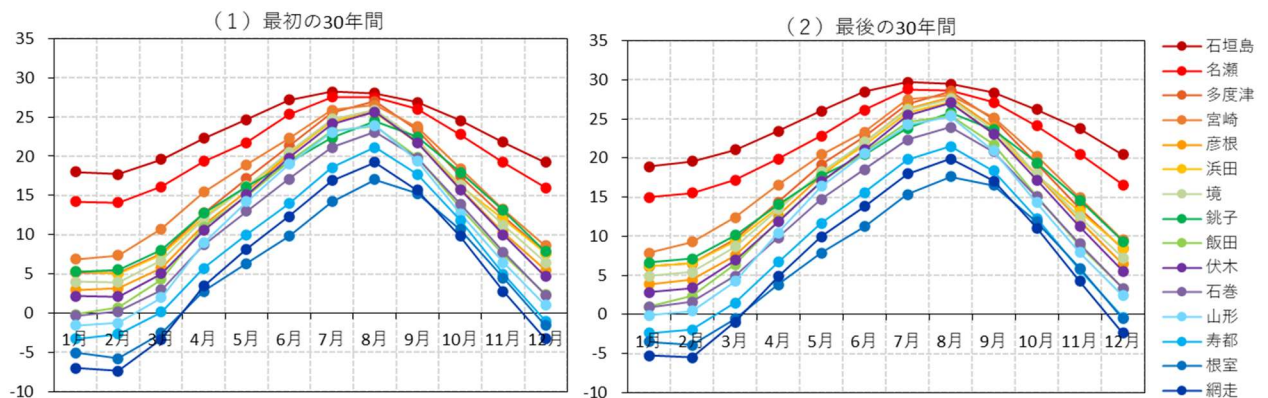 （1）最初の30年間
35
30
25
20
15
10
5
0
-5
-10
1月 2月 3月 4月 5月 6月 7月 8月 9月 10月 11月 12月
（2）最後の30年間
35
30
25
20
15
10
5
0
-5
-10
1月 2月 3月 4月 5月 6月 7月 8月 9月 10月 11月 12月
石垣島
名瀬
多度津
宮崎
彦根
浜田
境
銚子
飯田
伏木
石巻
山形
寿都
根室
網走